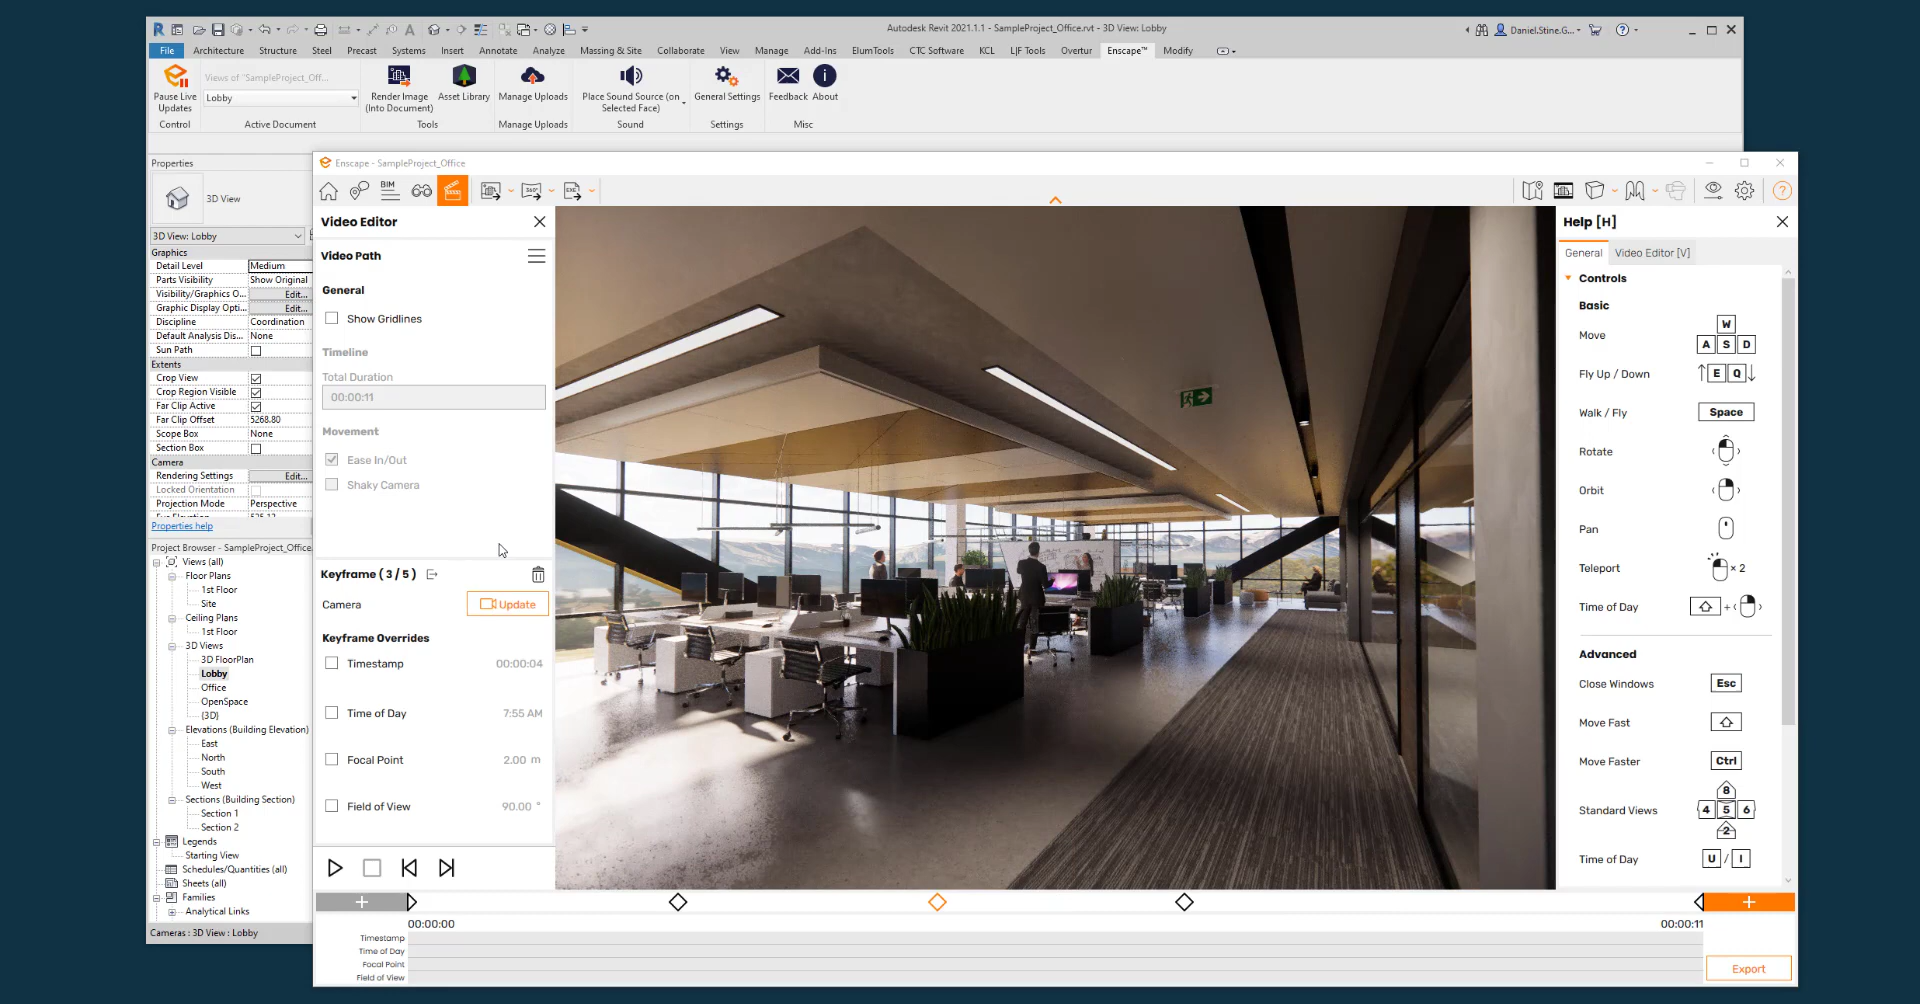 Autodesk Revit 2021.1.1 - SampleProject_Office.rvt - 3D View: Lobby
Daniel.Stine.G...
File Architecture Structure Steel Precast Systems Insert Annotate Analyze Massing & Site Collaborate View Manage Add-Ins ElumTools CTC Software KCL LJF Tools Overtur Enscape™ Modify
Views of "SampleProject_Off...
Lobby
Pause Live
Updates
Render Image
(Into Document)
Asset Library
Manage Uploads
Place Sound Source (on
Selected Face)
General Settings
Feedback
About
Control Active Document Tools Manage Uploads Sound Settings Misc
Properties
3D View
3D View: Lobby
Graphics
Detail Level Medium
Parts Visibility Show Original
Visibility/Graphics O... Edit...
Graphic Display Opti... Edit...
Discipline Coordination
Default Analysis Dis... None
Sun Path
Extents
Crop View
Crop Region Visible
Far Clip Active
Far Clip Offset 5268.80
Scope Box None
Section Box
Camera
Rendering Settings Edit...
Locked Orientation
Projection Mode Perspective
Properties help
Project Browser - SampleProject_Office.
Views (all)
Floor Plans
1st Floor
Site
Ceiling Plans
1st Floor
3D Views
3D FloorPlan
Lobby
Office
OpenSpace
{3D}
Elevations (Building Elevation)
East
North
South
West
Sections (Building Section)
Section 1
Section 2
Legends
Starting View
Schedules/Quantities (all)
Sheets (all)
Families
Analytical Links
Cameras : 3D View : Lobby
Enscape - SampleProject_Office
BIM
360°
EXE
Video Editor
Video Path
General
Show Gridlines
Timeline
Total Duration
00:00:11
Movement
Ease In/Out
Shaky Camera
Keyframe ( 3 / 5 )
Camera Update
Keyframe Overrides
Timestamp 00:00:04
Time of Day 7:55 AM
Focal Point 2.00 m
Field of View 90.00 °
00:00:00 00:00:11
Timestamp
Time of Day
Focal Point
Field of View
Export
Help [H]
General Video Editor [V]
Controls
Basic
Move W A S D
Fly Up / Down E Q
Walk / Fly Space
Rotate
Orbit
Pan
Teleport × 2
Time of Day +
Advanced
Close Windows Esc
Move Fast
Move Faster Ctrl
Standard Views 8 4 5 6 2
Time of Day U / I